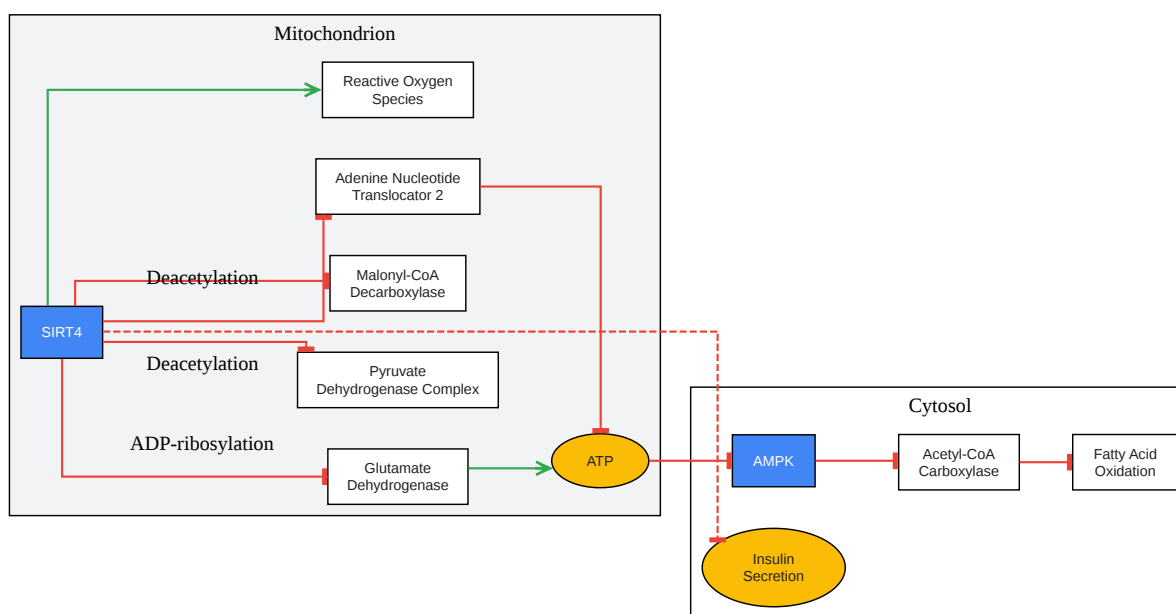 Mitochondrion
Reactive Oxygen
Species
Adenine Nucleotide
Translocator 2
Deacetylation
Malonyl-CoA
Decarboxylase
SIRT4
Deacetylation
Pyruvate
Dehydrogenase Complex
Cytosol
ADP-ribosylation
Glutamate
Dehydrogenase
ATP
AMPK
Acetyl-CoA
Carboxylase
Fatty Acid
Oxidation
Insulin
Secretion